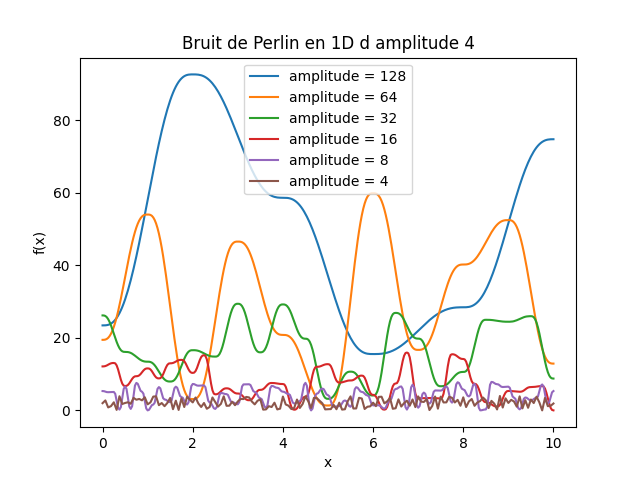 Bruit de Perlin en 1D d amplitude 4
amplitude = 128
amplitude = 64
amplitude = 32
amplitude = 16
amplitude = 8
amplitude = 4
80
60
40
20
0
f(x)
0 2 4 6 8 10
x